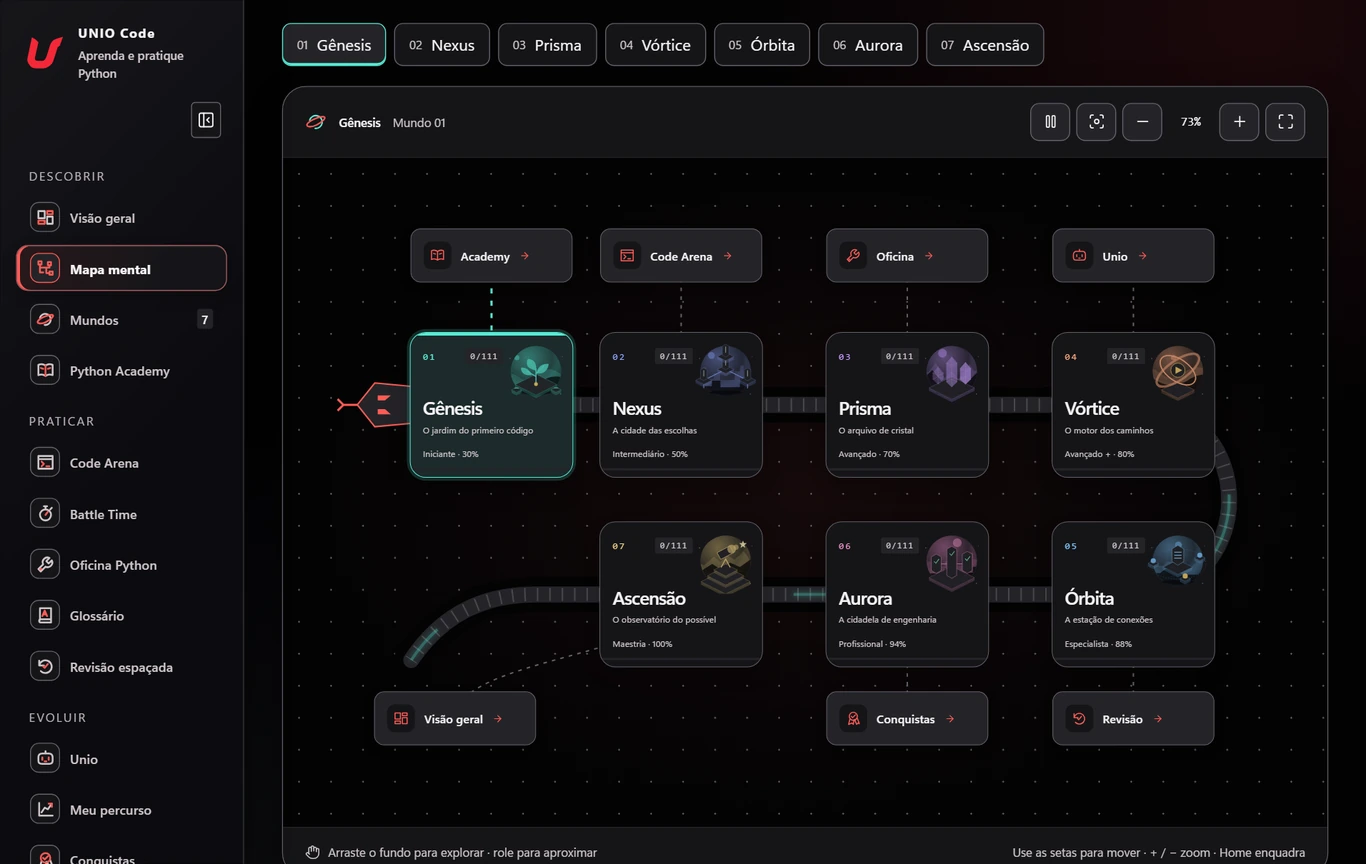 UNIO Code
Aprenda e pratique
Python
DESCOBRIR
Visão geral
Mapa mental
Mundos 7
Python Academy
PRATICAR
Code Arena
Battle Time
Oficina Python
Glossário
Revisão espaçada
EVOLUIR
Unio
Meu percurso
Conquistas
01 Gênesis 02 Nexus 03 Prisma 04 Vórtice 05 Órbita 06 Aurora 07 Ascensão
Gênesis Mundo 01
73%
Academy
Code Arena
Oficina
Unio
01 0/111
Gênesis
O jardim do primeiro código
Iniciante · 30%
02 0/111
Nexus
A cidade das escolhas
Intermediário · 50%
03 0/111
Prisma
O arquivo de cristal
Avançado · 70%
04 0/111
Vórtice
O motor dos caminhos
Avançado + · 80%
07 0/111
Ascensão
O observatório do possível
Maestria · 100%
06 0/111
Aurora
A cidadela de engenharia
Profissional · 94%
05 0/111
Órbita
A estação de conexões
Especialista · 88%
Visão geral
Conquistas
Revisão
Arraste o fundo para explorar · role para aproximar
Use as setas para mover · + / − zoom · Home enquadra